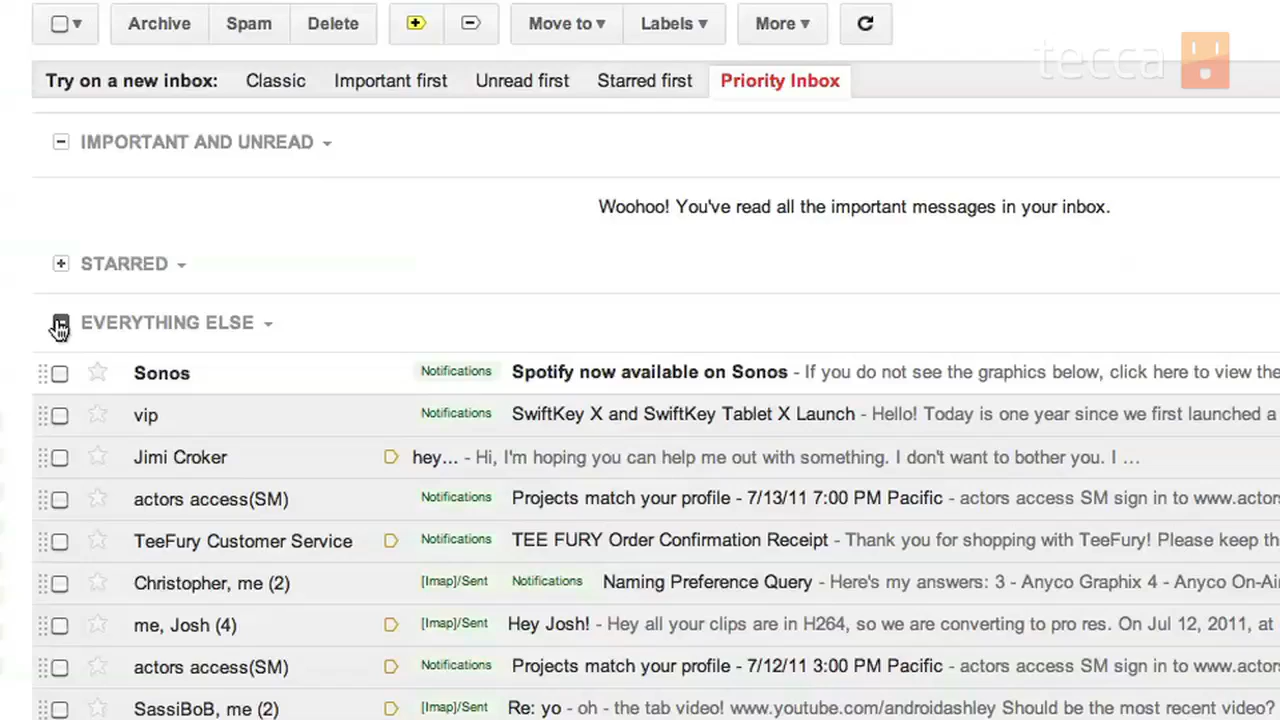 Archive Spam Delete Move to Labels More
tecca
Try on a new inbox: Classic Important first Unread first Starred first Priority Inbox
IMPORTANT AND UNREAD
Woohoo! You've read all the important messages in your inbox.
STARRED
EVERYTHING ELSE
Sonos Notifications Spotify now available on Sonos - If you do not see the graphics below, click here to view the
vip Notifications SwiftKey X and SwiftKey Tablet X Launch - Hello! Today is one year since we first launched a
Jimi Croker hey... - Hi, I'm hoping you can help me out with something. I don't want to bother you. I …
actors access(SM) Notifications Projects match your profile - 7/13/11 7:00 PM Pacific - actors access SM sign in to www.actors
TeeFury Customer Service Notifications TEE FURY Order Confirmation Receipt - Thank you for shopping with TeeFury! Please keep th
Christopher, me (2) [Imap]/Sent Notifications Naming Preference Query - Here's my answers: 3 - Anyco Graphix 4 - Anyco On-Ai
me, Josh (4) [Imap]/Sent Hey Josh! - Hey all your clips are in H264, so we are converting to pro res. On Jul 12, 2011, at
actors access(SM) Notifications Projects match your profile - 7/12/11 3:00 PM Pacific - actors access SM sign in to www.actors
SassiBoB, me (2) [Imap]/Sent Re: yo - oh - the tab video! www.youtube.com/androidashley Should be the most recent video?